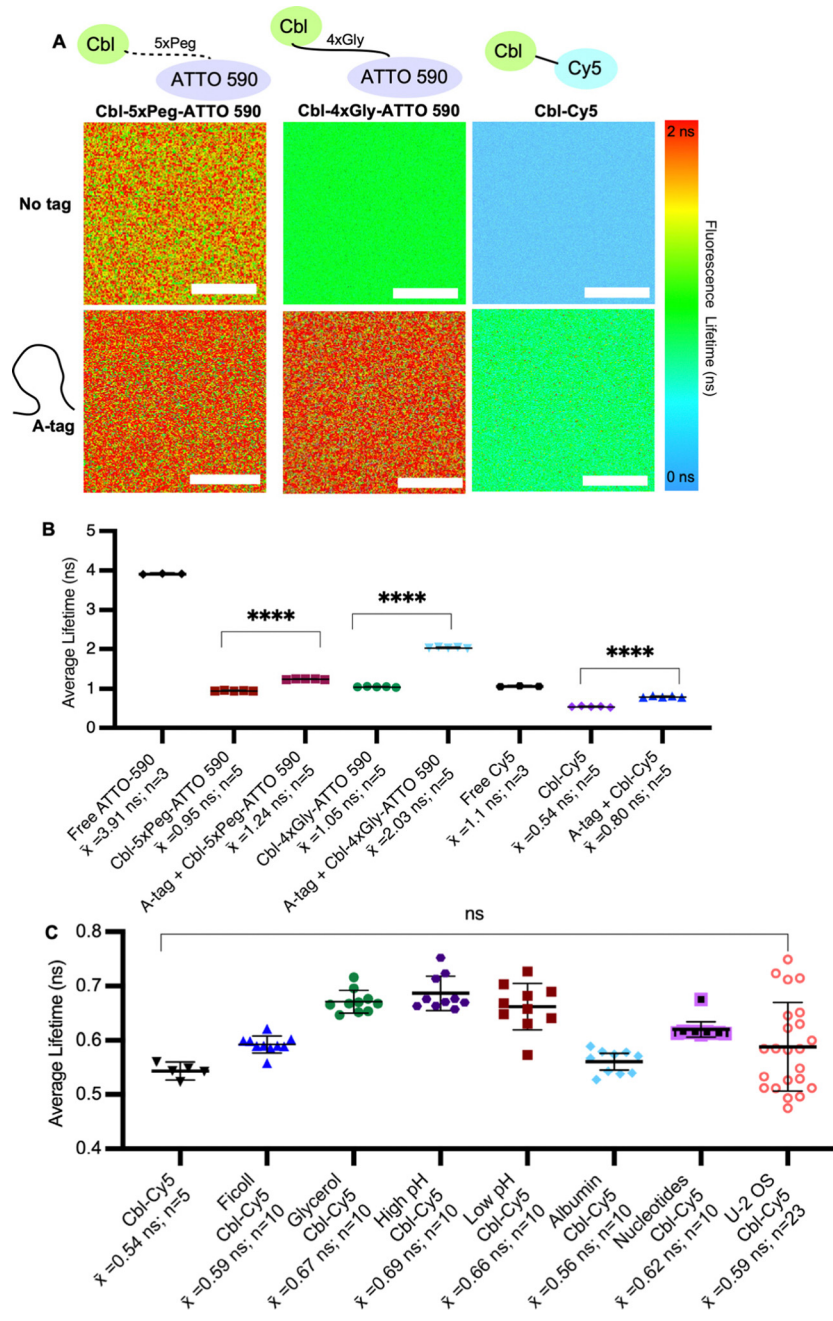 A
Cbl
5xPeg
ATTO 590
Cbl-5xPeg-ATTO 590
Cbl
4xGly
ATTO 590
Cbl-4xGly-ATTO 590
Cbl
Cy5
Cbl-Cy5
No tag
A-tag
2 ns
Fluorescence Lifetime (ns)
0 ns
B
Average Lifetime (ns)
5
4
3
2
1
0
****
****
****
Free ATTO-590
x̄ =3.91 ns; n=3
Cbl-5xPeg-ATTO 590
x̄ =0.95 ns; n=5
A-tag + Cbl-5xPeg-ATTO 590
x̄ =1.24 ns; n=5
Cbl-4xGly-ATTO 590
x̄ =1.05 ns; n=5
A-tag + Cbl-4xGly-ATTO 590
x̄ =2.03 ns; n=5
Free Cy5
x̄ =1.1 ns; n=3
Cbl-Cy5
x̄ =0.54 ns; n=5
A-tag + Cbl-Cy5
x̄ =0.80 ns; n=5
C
ns
Average Lifetime (ns)
0.8
0.7
0.6
0.5
0.4
Cbl-Cy5
x̄ =0.54 ns; n=5
Ficoll
Cbl-Cy5
x̄ =0.59 ns; n=10
Glycerol
Cbl-Cy5
x̄ =0.67 ns; n=10
High pH
Cbl-Cy5
x̄ =0.69 ns; n=10
Low pH
Cbl-Cy5
x̄ =0.66 ns; n=10
Albumin
Cbl-Cy5
x̄ =0.56 ns; n=10
Nucleotides
Cbl-Cy5
x̄ =0.62 ns; n=10
U-2 OS
Cbl-Cy5
x̄ =0.59 ns; n=23